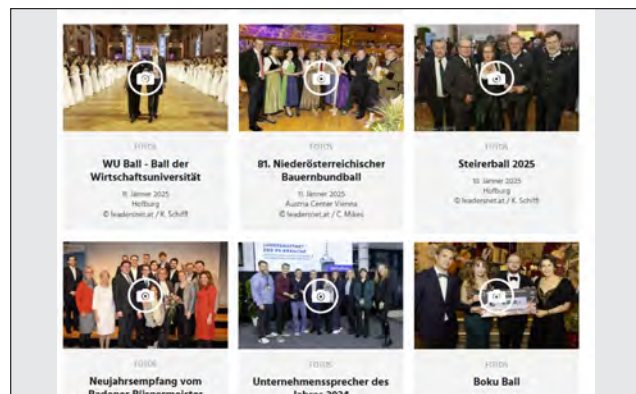 FOTOS
WU Ball - Ball der
Wirtschaftsuniversität
11. Jänner 2025
Hofburg
© leadersnet.at / K. Schiffl
FOTOS
81. Niederösterreichischer
Bauernbundball
11. Jänner 2025
Austria Center Vienna
© leadersnet.at / C. Mikes
FOTOS
Steirerball 2025
10. Jänner 2025
Hofburg
© leadersnet.at / K. Schiffl
FOTOS
Neujahrsempfang vom
Badener Bürgermeister
FOTOS
Unternehmenssprecher des
Jahres 2024
FOTOS
Boku Ball